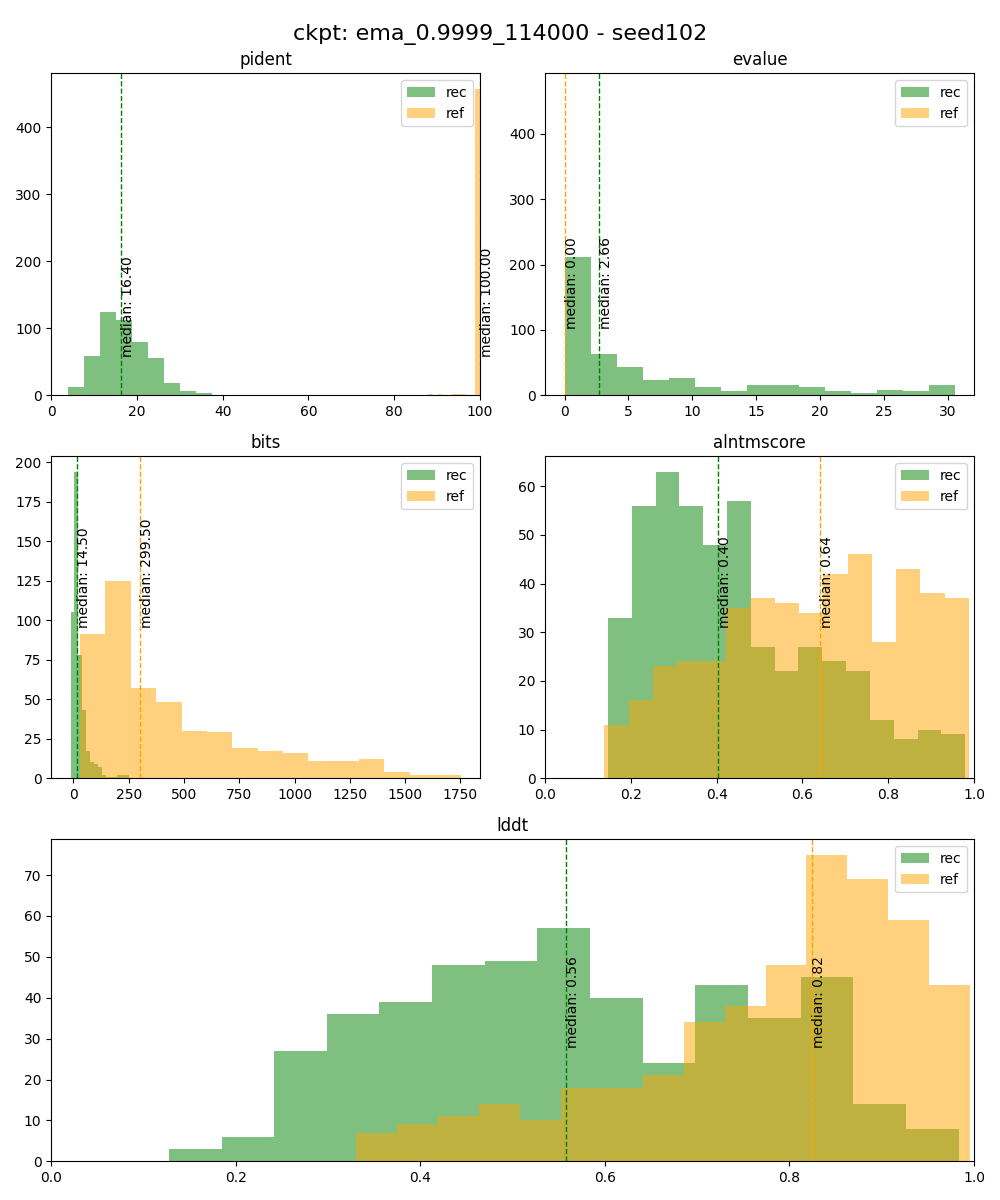 ckpt: ema_0.9999_114000 - seed102
pident
400
300
200
100
0
0 20 40 60 80 100
median: 16.40
median: 100.00
rec
ref
evalue
400
300
200
100
0
0 5 10 15 20 25 30
median: 0.00
median: 2.66
rec
ref
bits
200
175
150
125
100
75
50
25
0
0 250 500 750 1000 1250 1500 1750
median: 14.50
median: 299.50
rec
ref
alntmscore
60
50
40
30
20
10
0
0.0 0.2 0.4 0.6 0.8 1.0
median: 0.40
median: 0.64
rec
ref
lddt
70
60
50
40
30
20
10
0
0.0 0.2 0.4 0.6 0.8 1.0
median: 0.56
median: 0.82
rec
ref